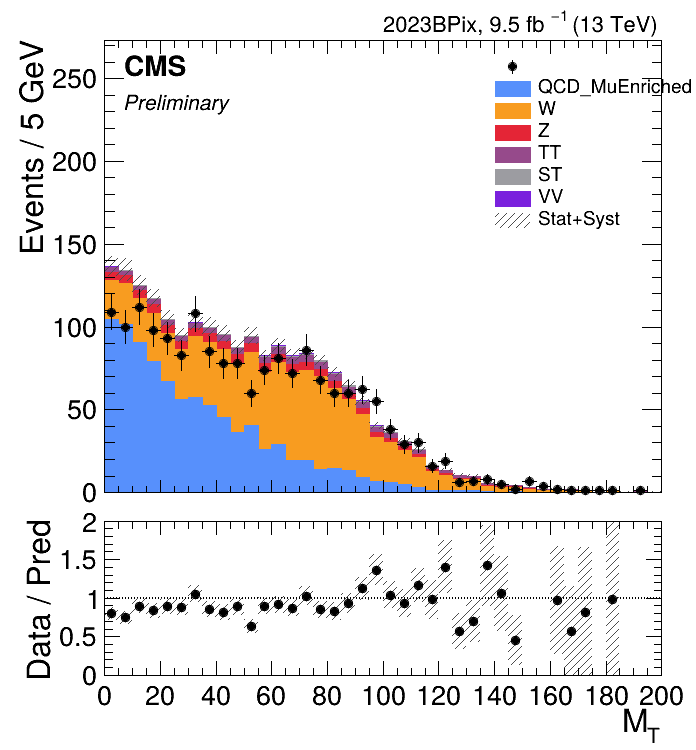 2023BPix, 9.5 fb⁻¹ (13 TeV)
CMS
Preliminary
QCD_MuEnriched
W
Z
TT
ST
VV
Stat+Syst
Events / 5 GeV
250
200
150
100
50
0
Data / Pred
2
1.5
1
0.5
0
0 20 40 60 80 100 120 140 160 180 200
M_T